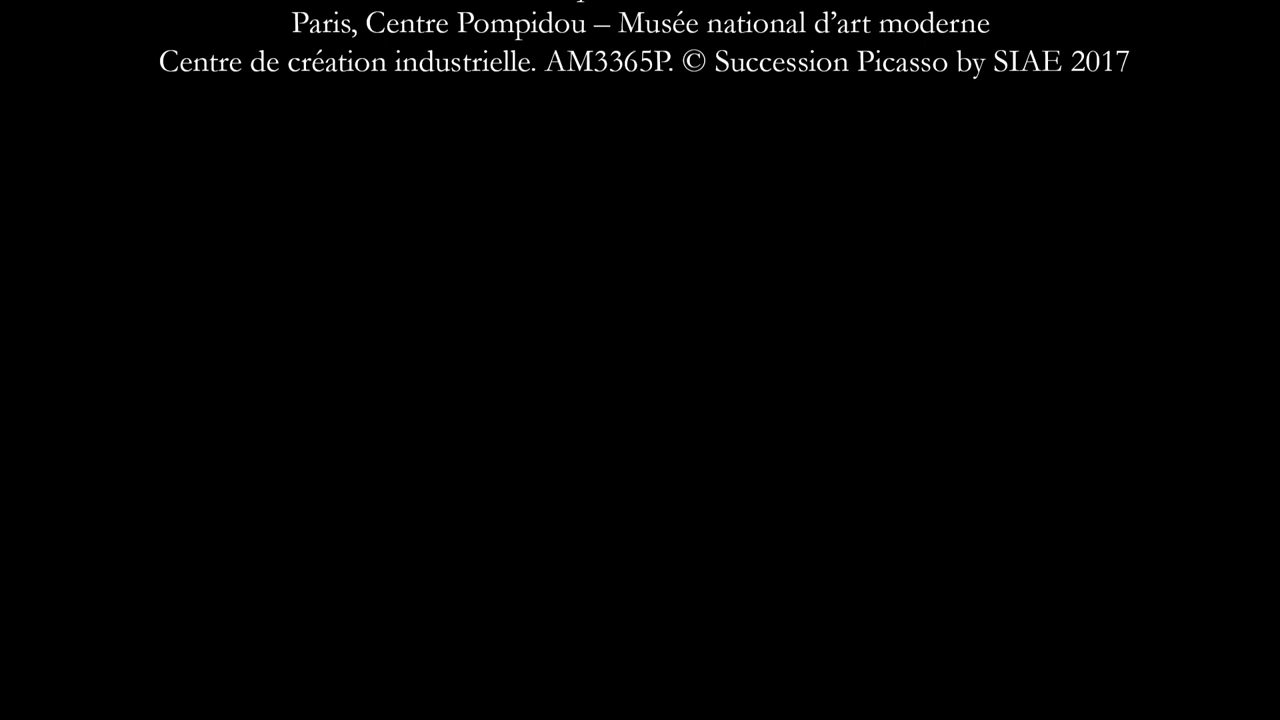 Paris, Centre Pompidou – Musée national d’art moderne
Centre de création industrielle. AM3365P. © Succession Picasso by SIAE 2017